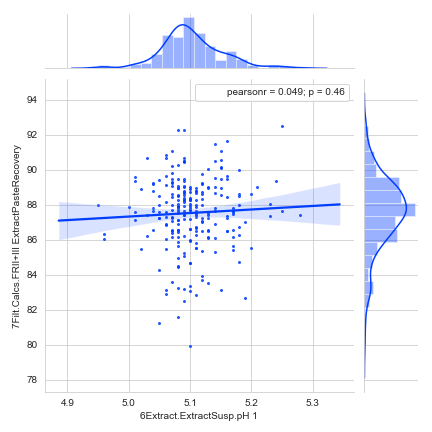 pearsonr = 0.049; p = 0.46
94
92
90
88
86
84
82
80
78
7Filt.Calcs.FRII+III ExtractPasteRecovery
4.9 5.0 5.1 5.2 5.3
6Extract.ExtractSusp.pH 1